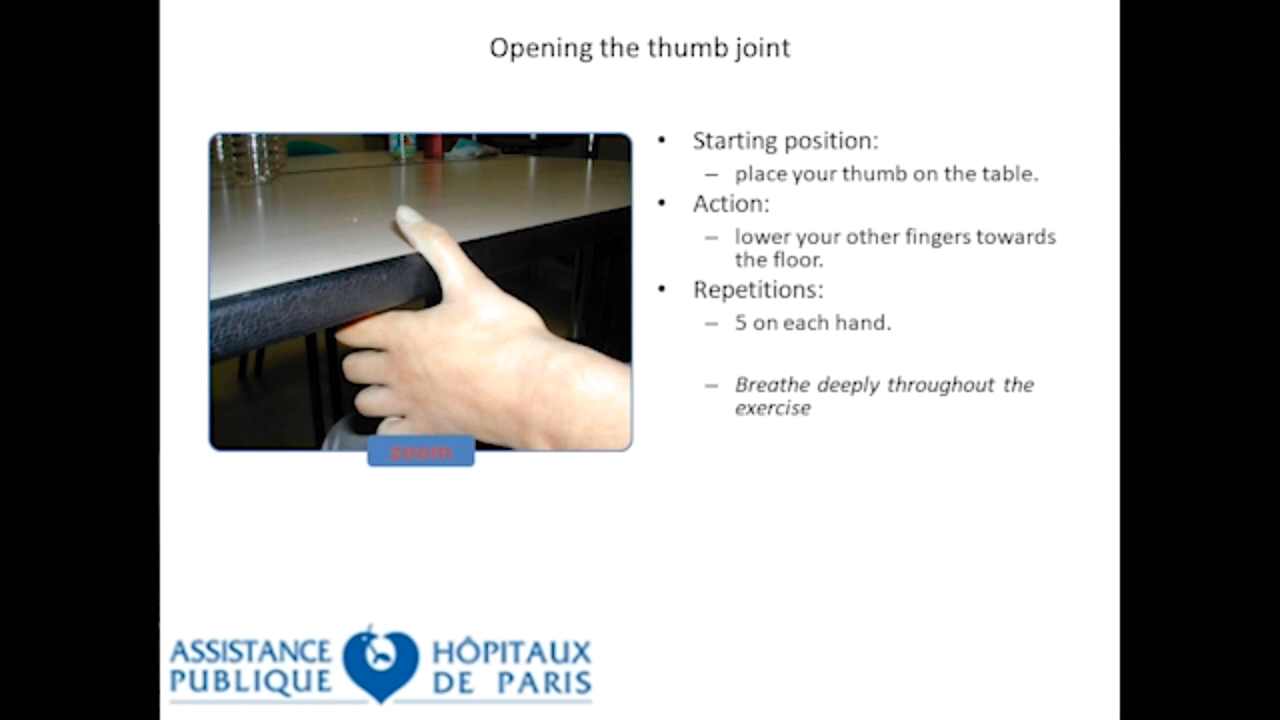 Opening the thumb joint
• Starting position:
– place your thumb on the table.
• Action:
– lower your other fingers towards
the floor.
• Repetitions:
– 5 on each hand.
– Breathe deeply throughout the
exercise
zoom
ASSISTANCE HÔPITAUX
PUBLIQUE DE PARIS